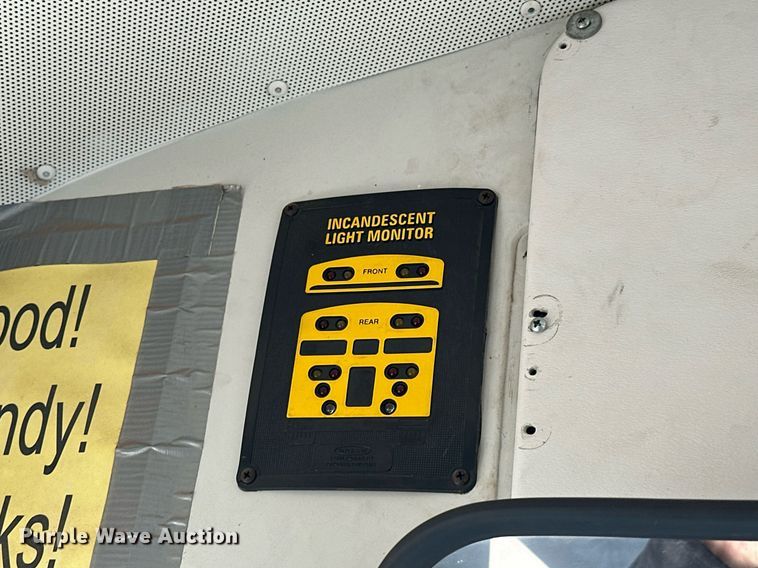 INCANDESCENT
LIGHT MONITOR
FRONT
REAR
ood!
ndy!
ks!
Purple Wave Auction